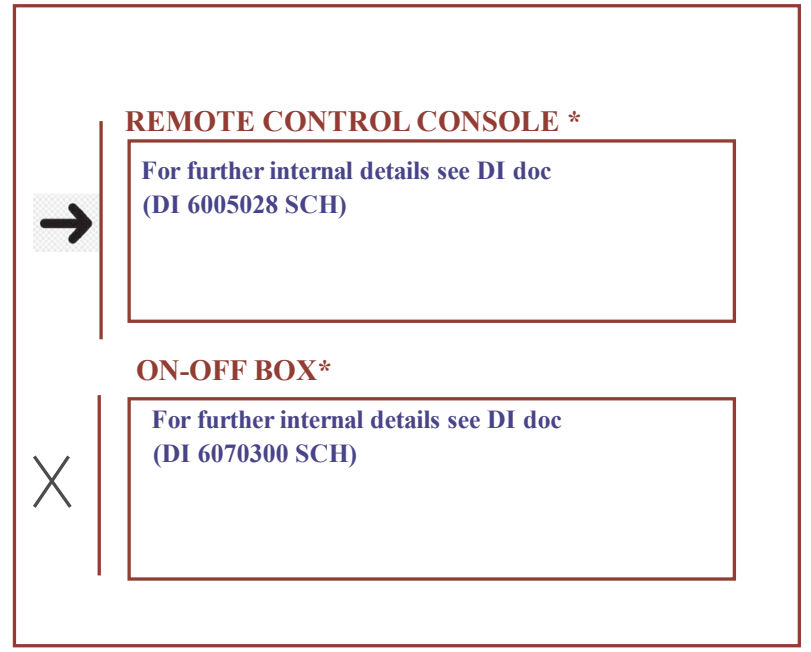 REMOTE CONTROL CONSOLE *
For further internal details see DI doc
(DI 6005028 SCH)
ON-OFF BOX*
For further internal details see DI doc
(DI 6070300 SCH)